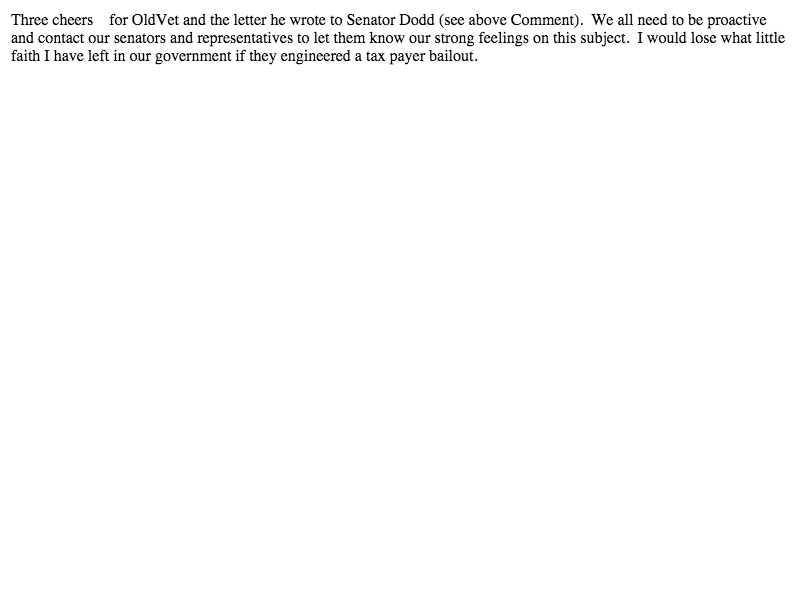 Three cheers    for OldVet and the letter he wrote to Senator Dodd (see above Comment).  We all need to be proactive
and contact our senators and representatives to let them know our strong feelings on this subject.  I would lose what little
faith I have left in our government if they engineered a tax payer bailout.